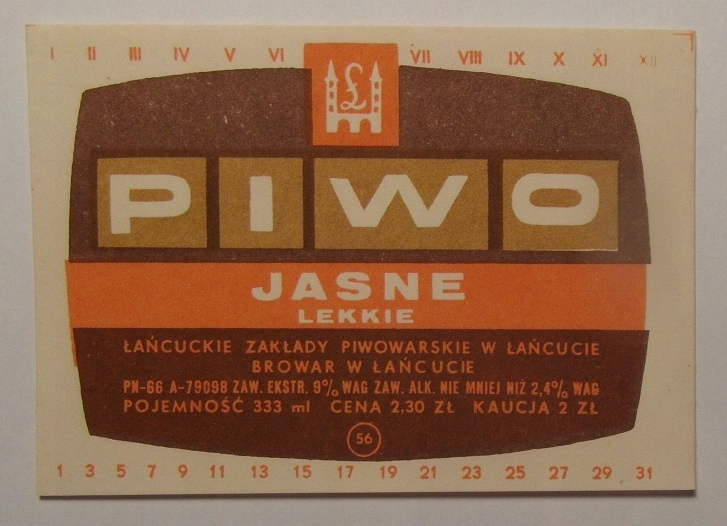 I II III IV V VI VII VIII IX X XI XII
Ł
PIWO
JASNE
LEKKIE
ŁAŃCUCKIE ZAKŁADY PIWOWARSKIE W ŁAŃCUCIE
BROWAR W ŁAŃCUCIE
PN-66 A-79098 ZAW. EKSTR. 9% WAG ZAW. ALK. NIE MNIEJ NIŻ 2,4% WAG
POJEMNOŚĆ 333 ml CENA 2,30 ZŁ KAUCJA 2 ZŁ
56
1 3 5 7 9 11 13 15 17 19 21 23 25 27 29 31